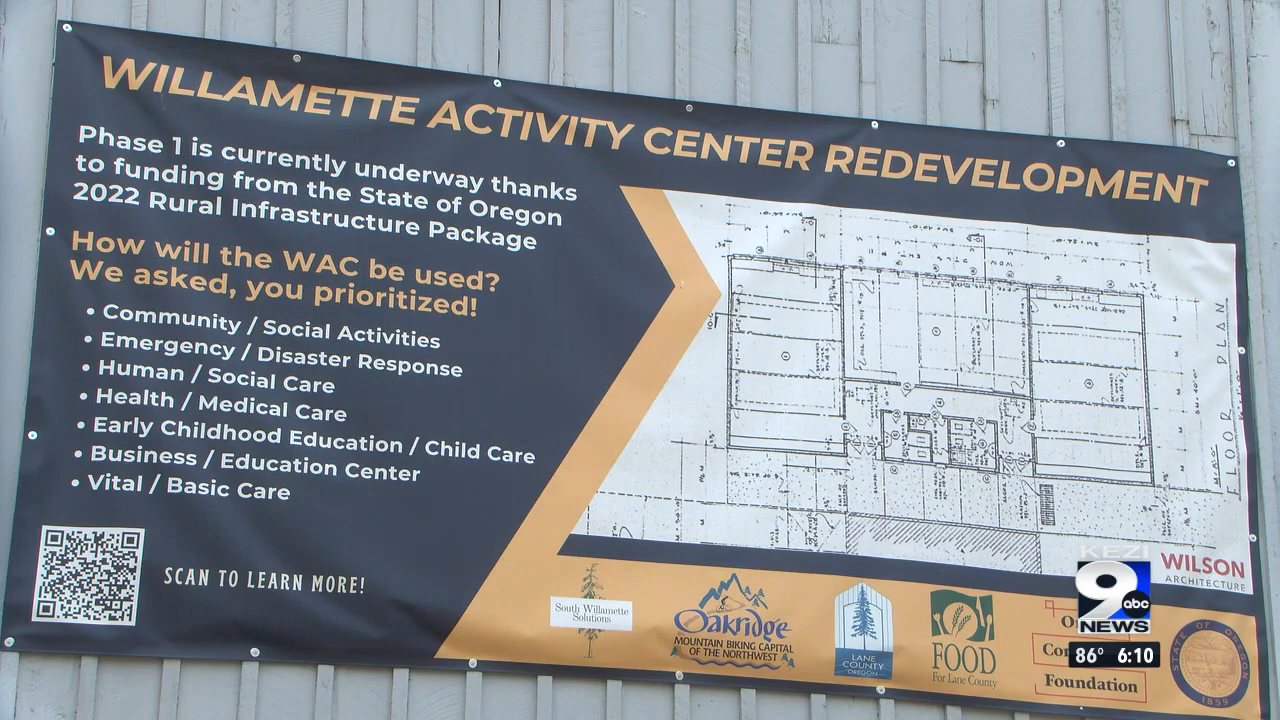 WILLAMETTE ACTIVITY CENTER REDEVELOPMENT
Phase 1 is currently underway thanks
to funding from the State of Oregon
2022 Rural Infrastructure Package
How will the WAC be used?
We asked, you prioritized!
• Community / Social Activities
• Emergency / Disaster Response
• Human / Social Care
• Health / Medical Care
• Early Childhood Education / Child Care
• Business / Education Center
• Vital / Basic Care
SCAN TO LEARN MORE!
FLOOR PLAN
WILSON
ARCHITECTURE
South Willamette
Solutions
Oakridge
MOUNTAIN BIKING CAPITAL
OF THE NORTHWEST
LANE
COUNTY
OREGON
FOOD
For Lane County
Foundation
STATE OF OREGON
1859
KEZI
9
abc
NEWS
86° 6:10